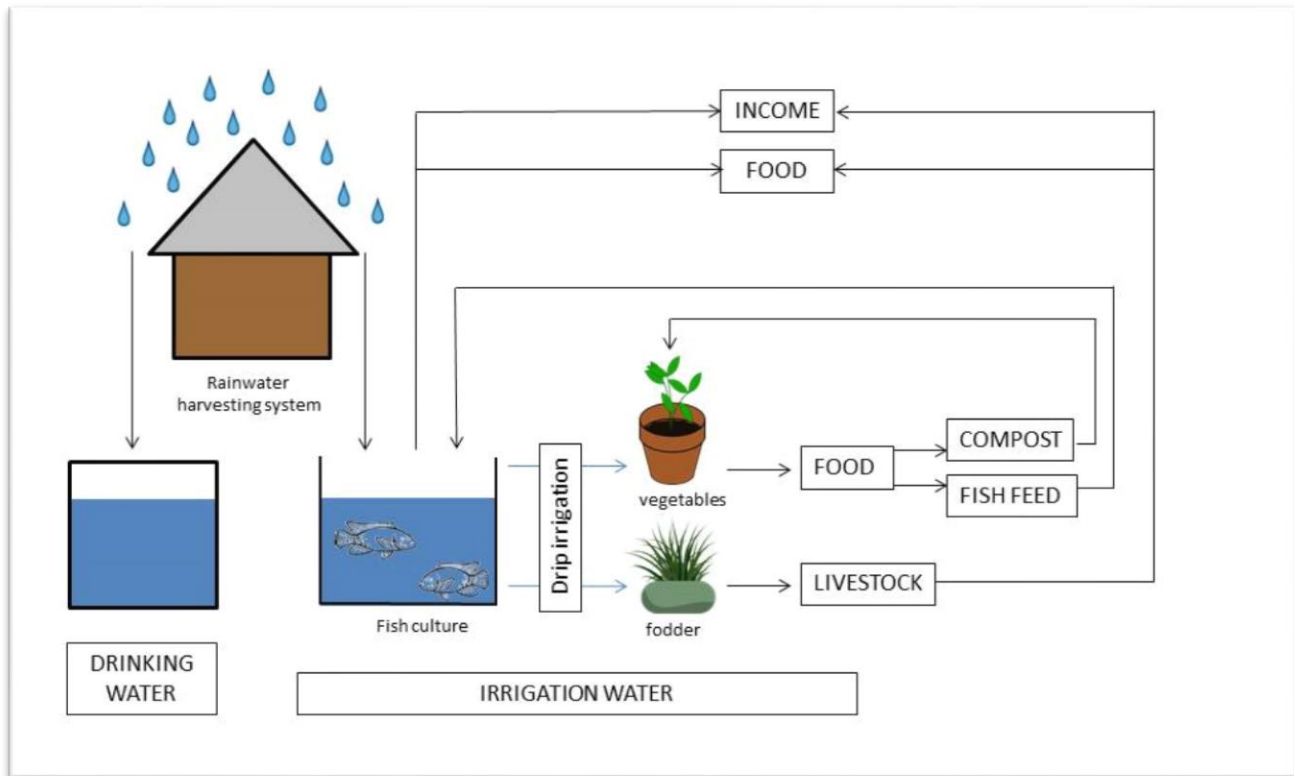 INCOME
FOOD
Rainwater
harvesting system
Drip irrigation
vegetables
FOOD
COMPOST
FISH FEED
fodder
LIVESTOCK
Fish culture
DRINKING
WATER
IRRIGATION WATER